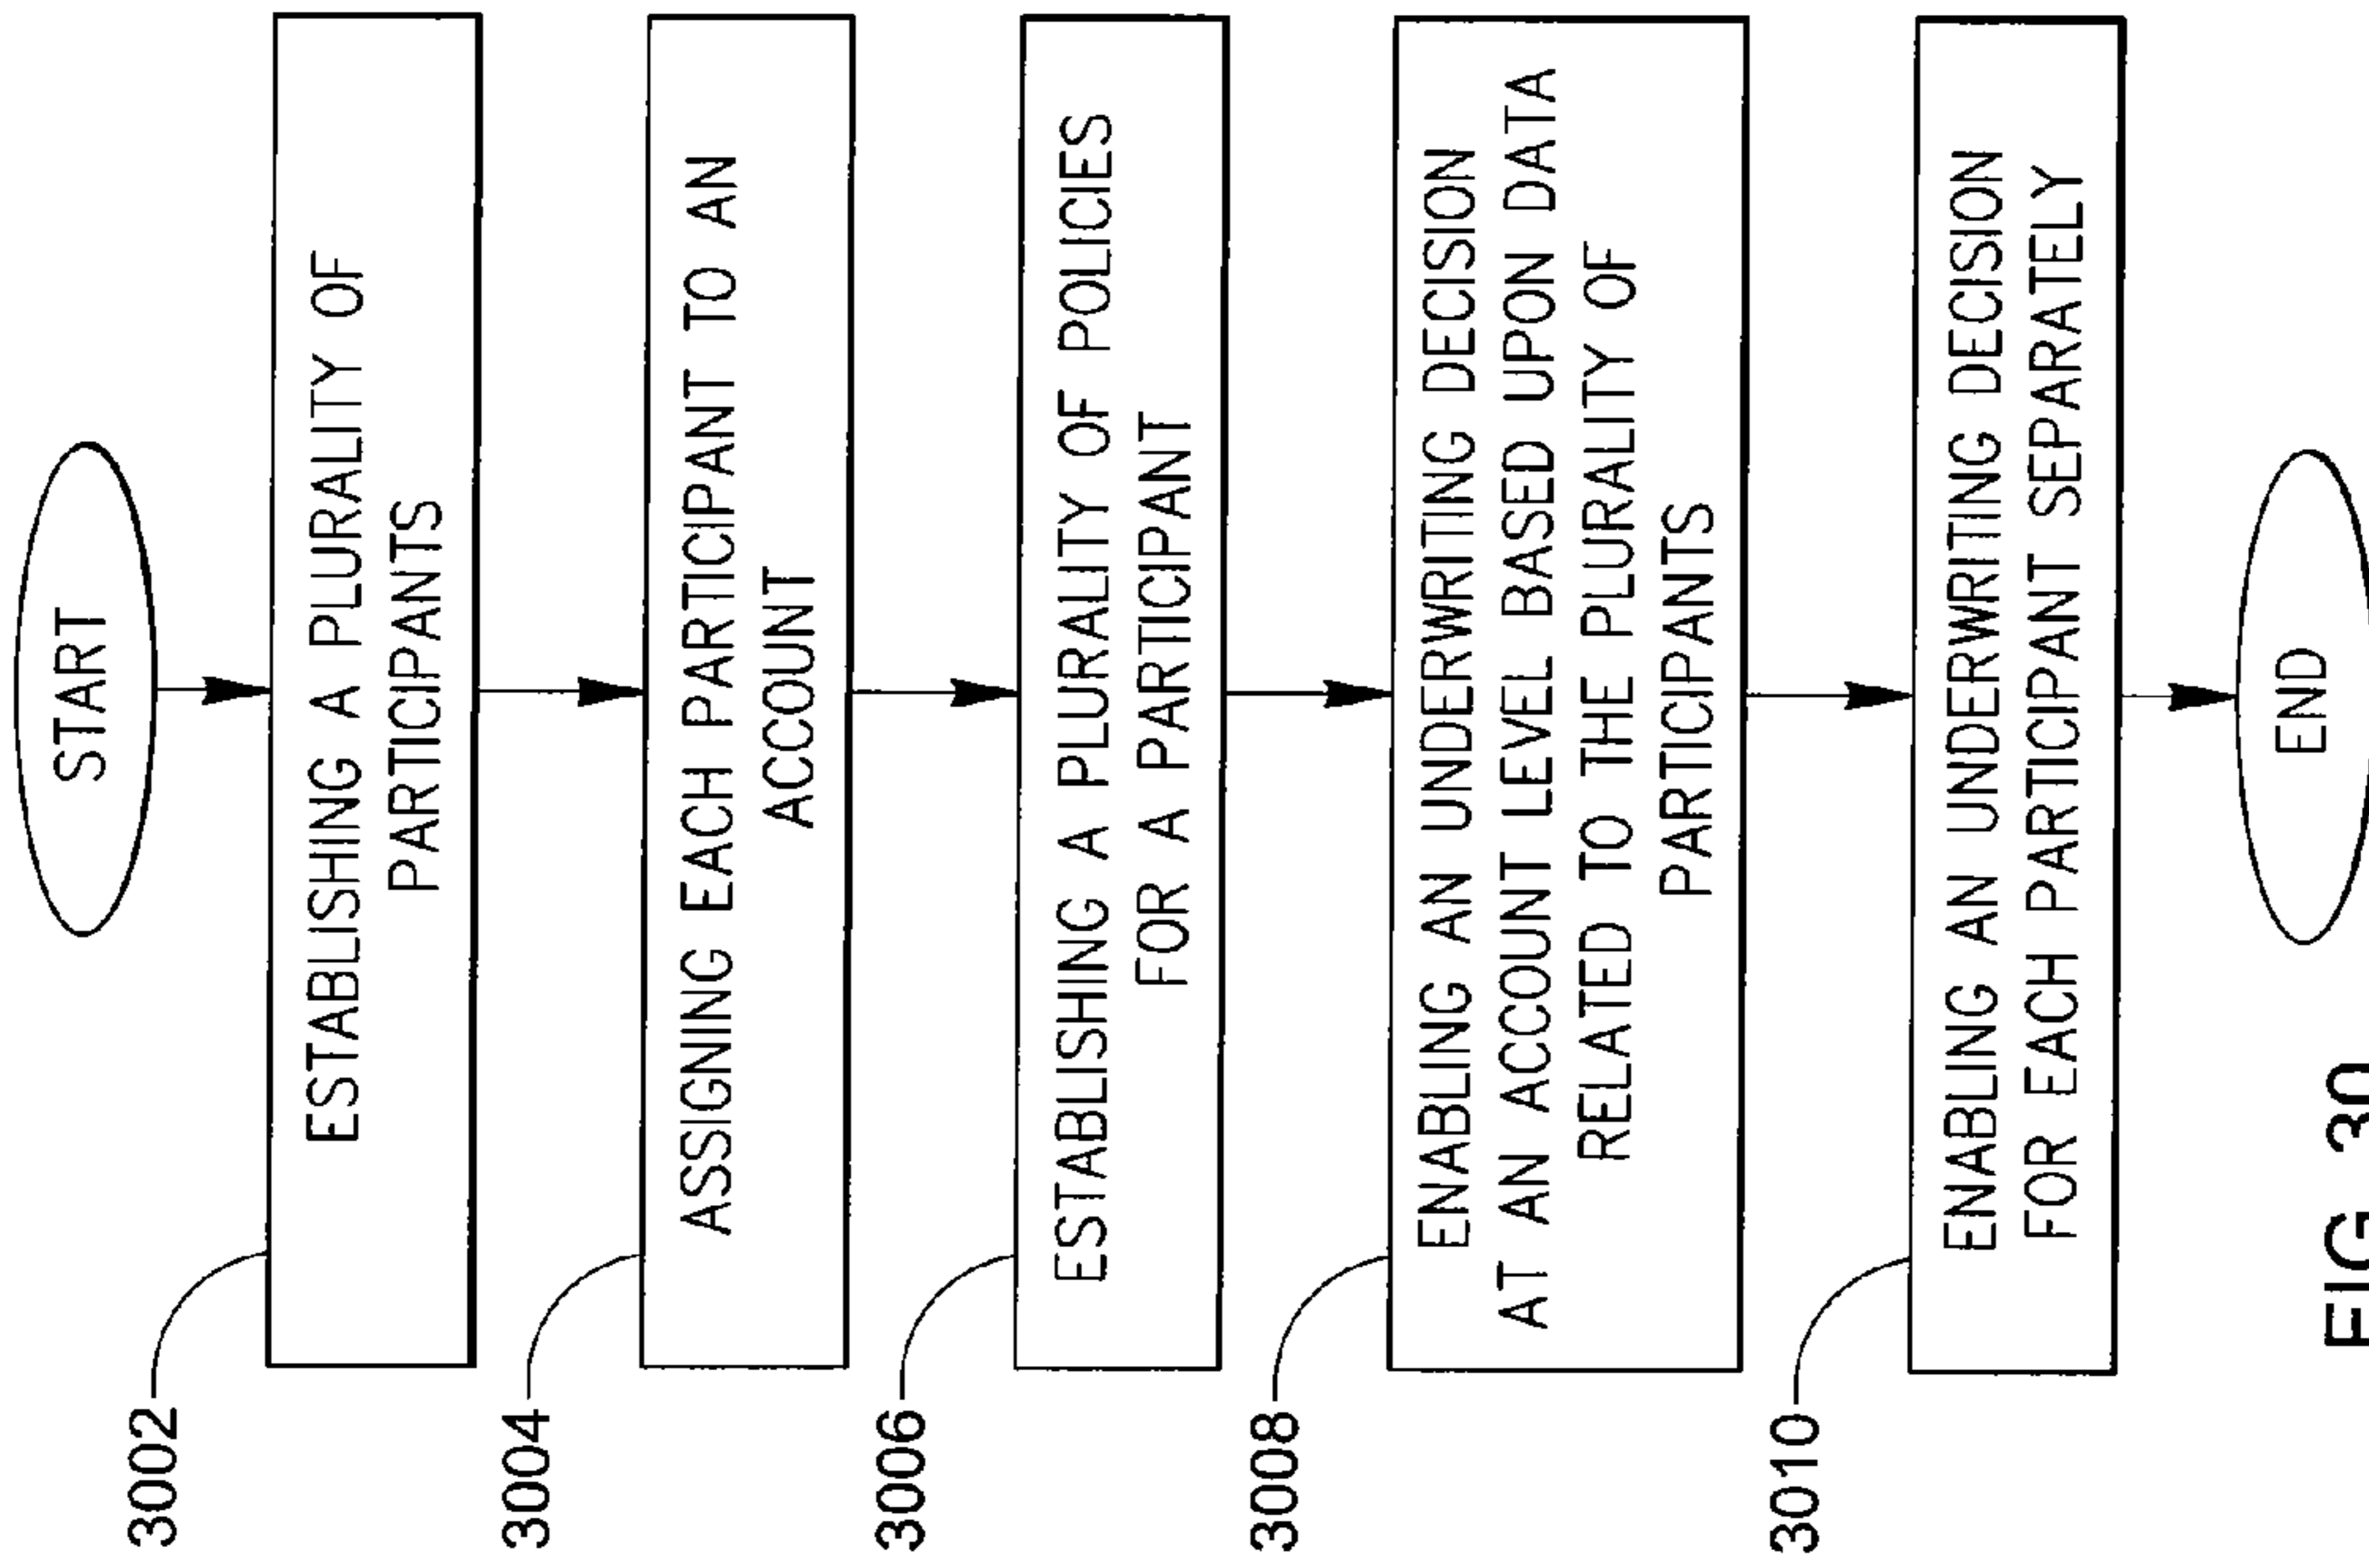 START
3002
ESTABLISHING A PLURALITY OF
PARTICIPANTS
3004
ASSIGNING EACH PARTICIPANT TO AN
ACCOUNT
3006
ESTABLISHING A PLURALITY OF POLICIES
FOR A PARTICIPANT
3008
ENABLING AN UNDERWRITING DECISION
AT AN ACCOUNT LEVEL BASED UPON DATA
RELATED TO THE PLURALITY OF
PARTICIPANTS
3010
ENABLING AN UNDERWRITING DECISION
FOR EACH PARTICIPANT SEPARATELY
END
FIG. 30